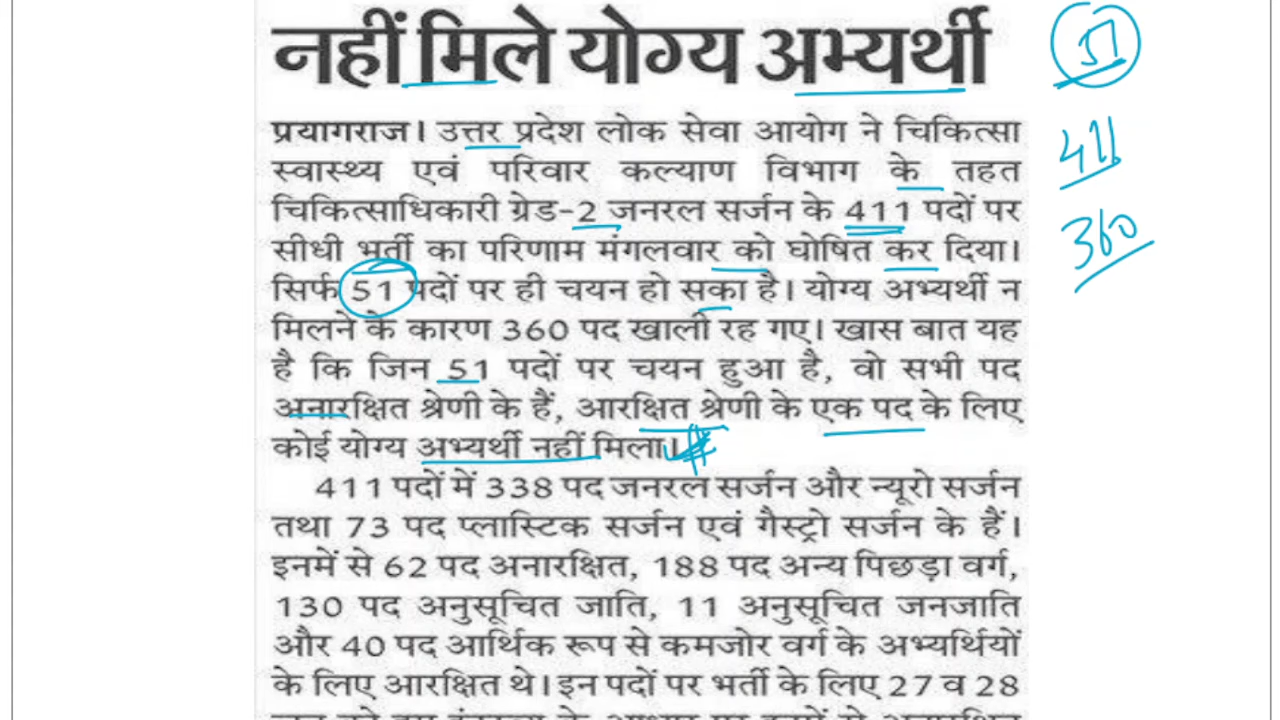 नहीं मिले योग्य अभ्यर्थी
51
411
360
प्रयागराज। उत्तर प्रदेश लोक सेवा आयोग ने चिकित्सा
स्वास्थ्य एवं परिवार कल्याण विभाग के तहत
चिकित्साधिकारी ग्रेड-2 जनरल सर्जन के 411 पदों पर
सीधी भर्ती का परिणाम मंगलवार को घोषित कर दिया।
सिर्फ 51 पदों पर ही चयन हो सका है। योग्य अभ्यर्थी न
मिलने के कारण 360 पद खाली रह गए। खास बात यह
है कि जिन 51 पदों पर चयन हुआ है, वो सभी पद
अनारक्षित श्रेणी के हैं, आरक्षित श्रेणी के एक पद के लिए
कोई योग्य अभ्यर्थी नहीं मिला।
411 पदों में 338 पद जनरल सर्जन और न्यूरो सर्जन
तथा 73 पद प्लास्टिक सर्जन एवं गैस्ट्रो सर्जन के हैं।
इनमें से 62 पद अनारक्षित, 188 पद अन्य पिछड़ा वर्ग,
130 पद अनुसूचित जाति, 11 अनुसूचित जनजाति
और 40 पद आर्थिक रूप से कमजोर वर्ग के अभ्यर्थियों
के लिए आरक्षित थे। इन पदों पर भर्ती के लिए 27 व 28